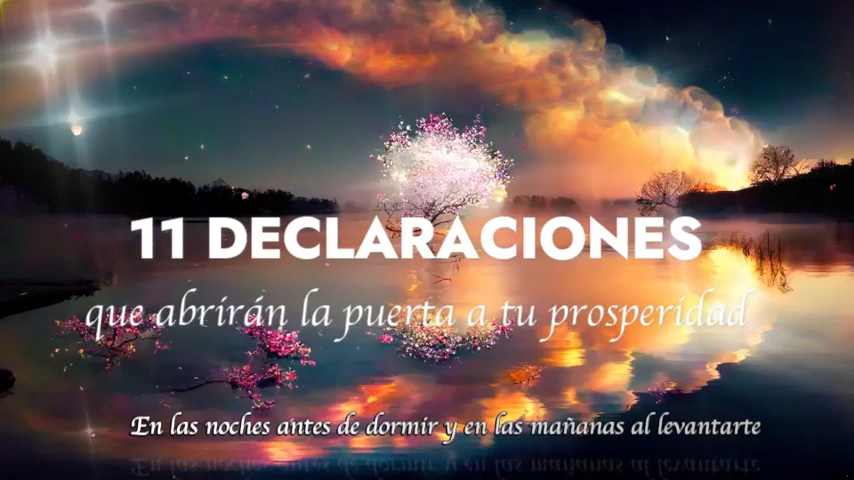 11 DECLARACIONES
que abrirán la puerta a tu prosperidad
En las noches antes de dormir y en las mañanas al levantarte